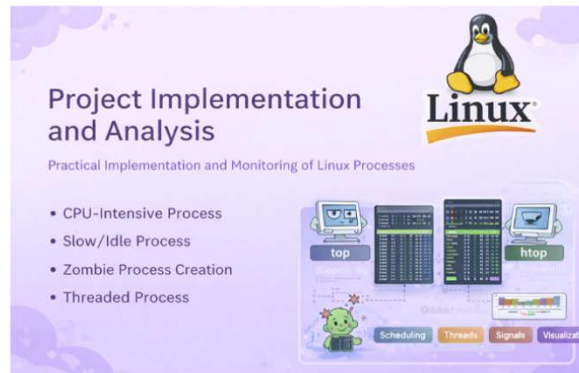 Linux
Project Implementation
and Analysis
Practical Implementation and Monitoring of Linux Processes
• CPU-Intensive Process
• Slow/Idle Process
• Zombie Process Creation
• Threaded Process
top
htop
Scheduling
Threads
Signals
Visualizat